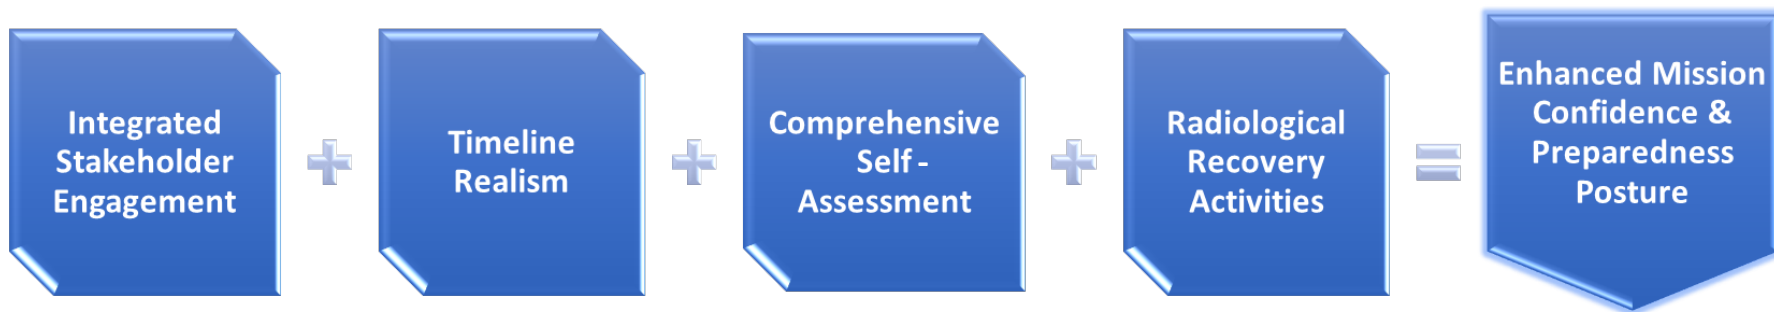 Integrated
Stakeholder
Engagement
+
Timeline
Realism
+
Comprehensive
Self -
Assessment
+
Radiological
Recovery
Activities
=
Enhanced Mission
Confidence &
Preparedness
Posture